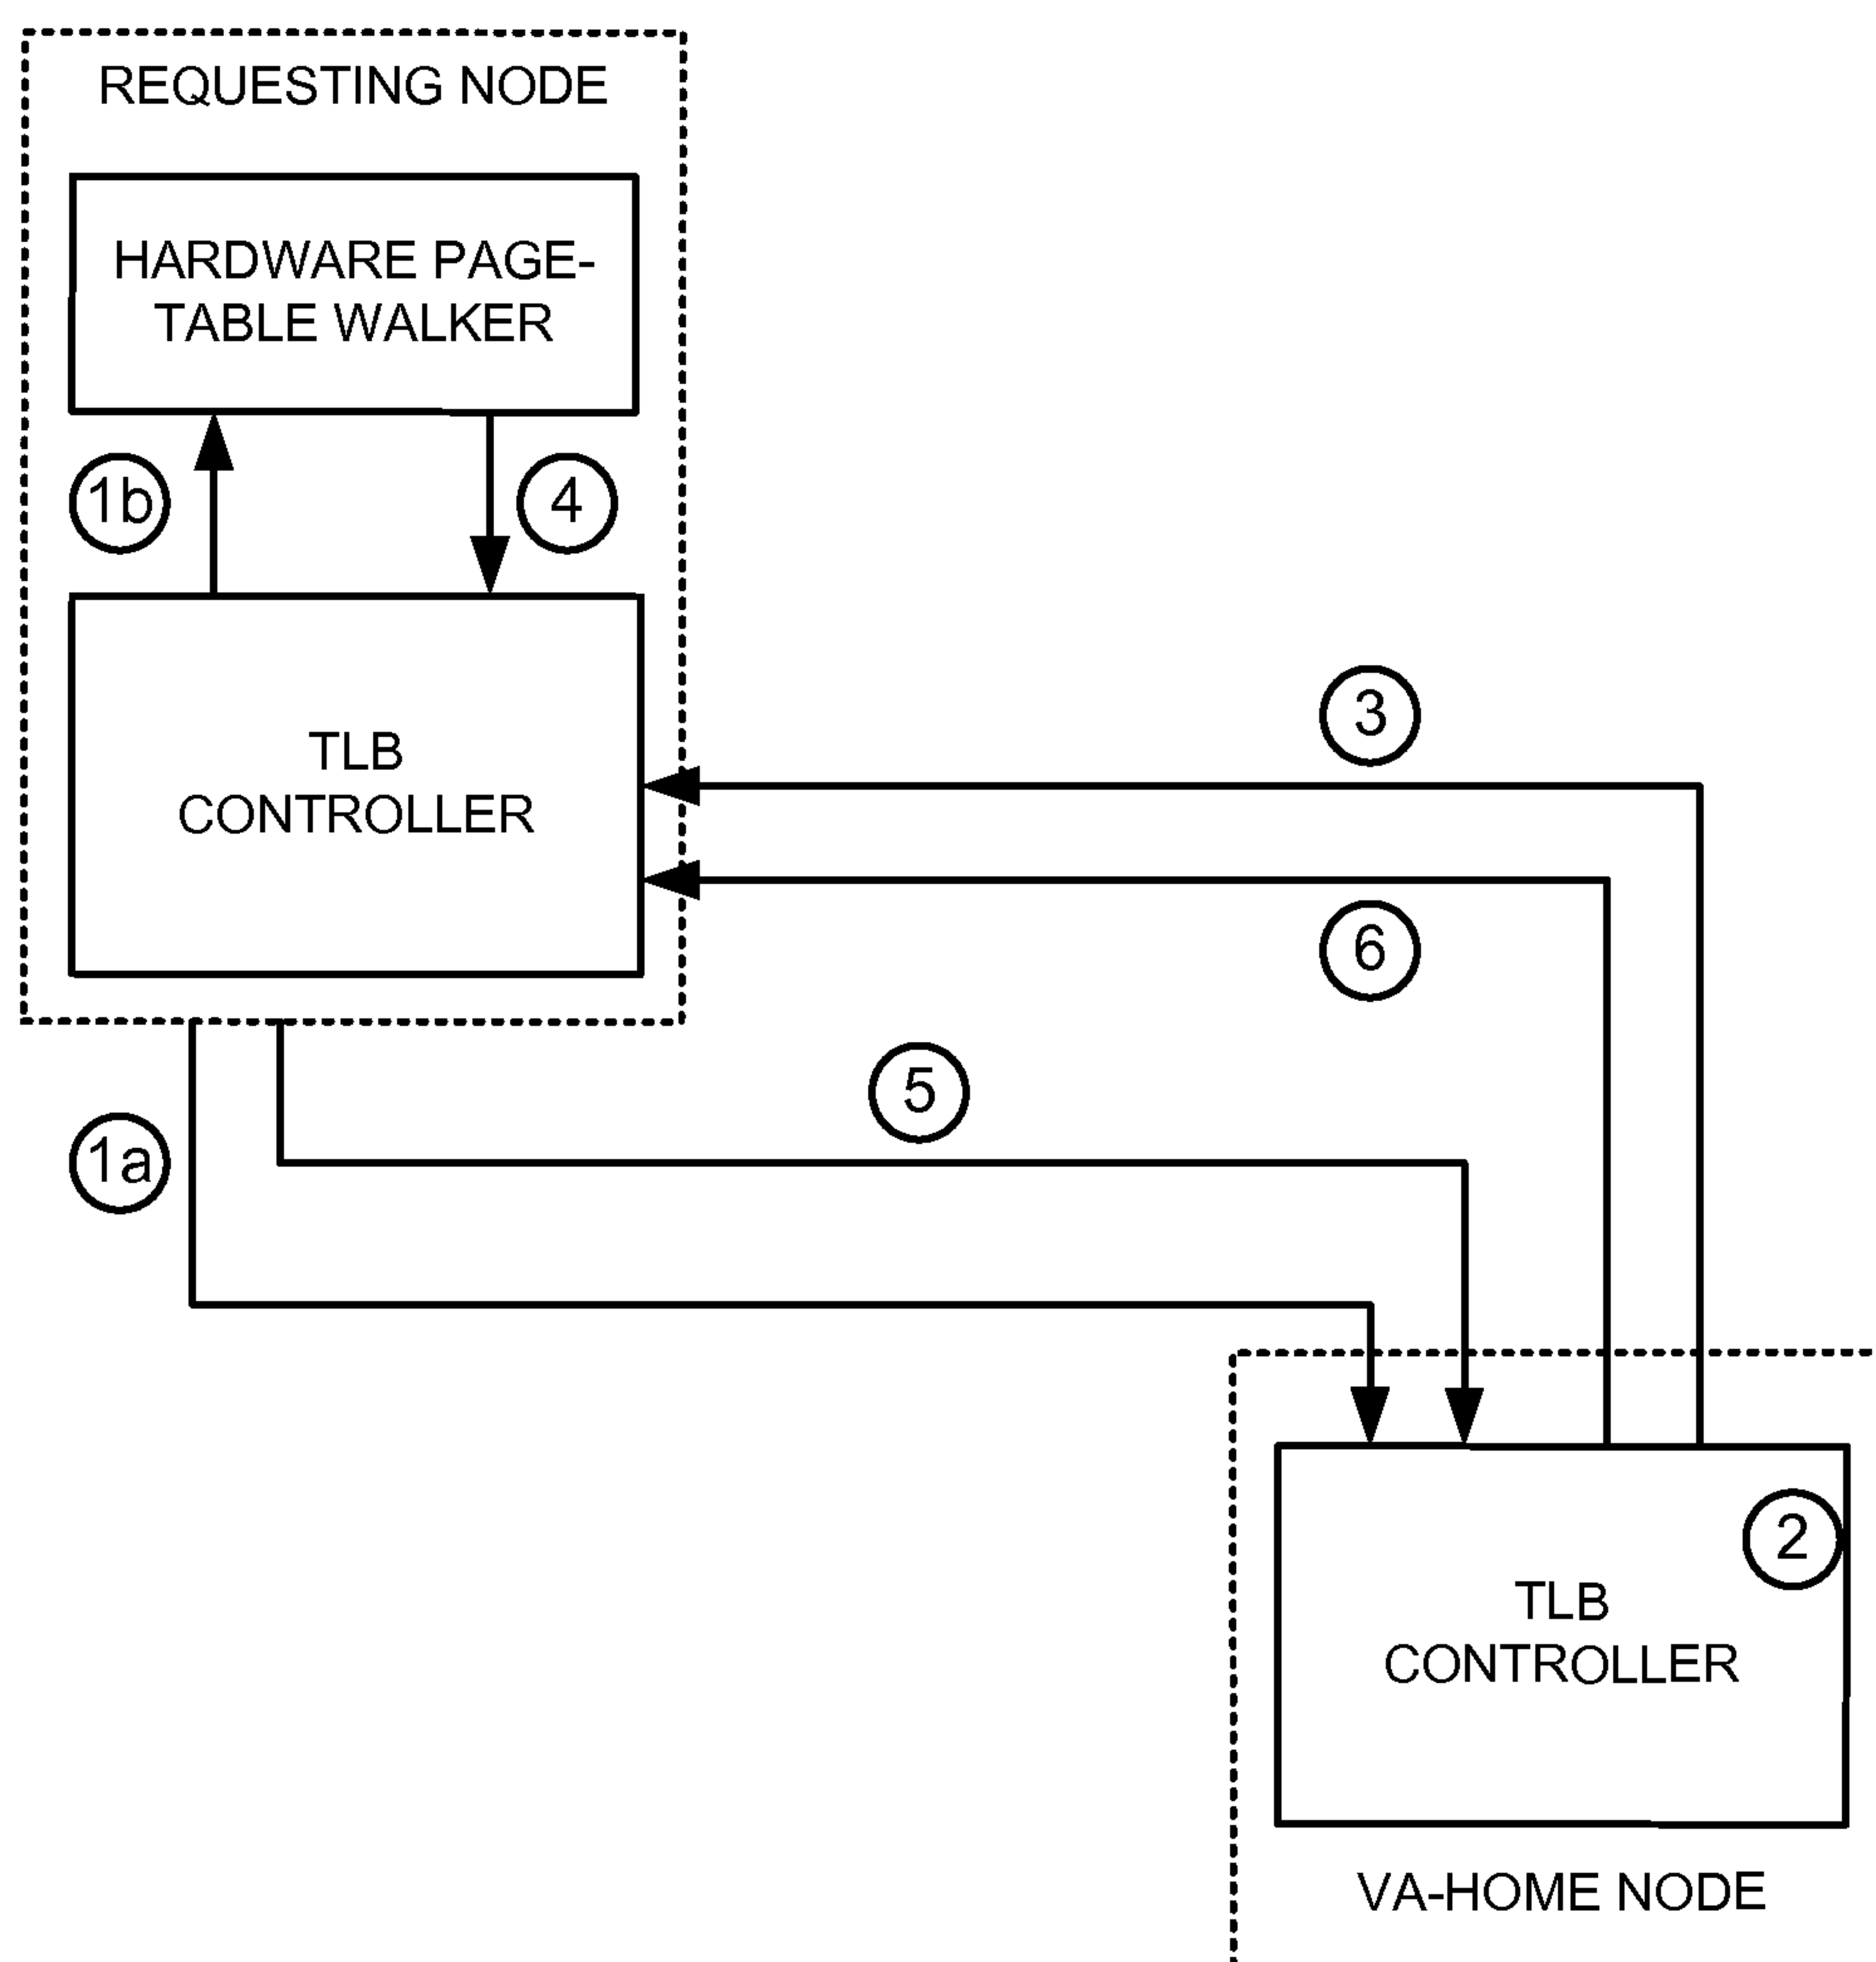 REQUESTING NODE
HARDWARE PAGE-
TABLE WALKER
1b
4
TLB
CONTROLLER
3
6
5
1a
2
TLB
CONTROLLER
VA-HOME NODE